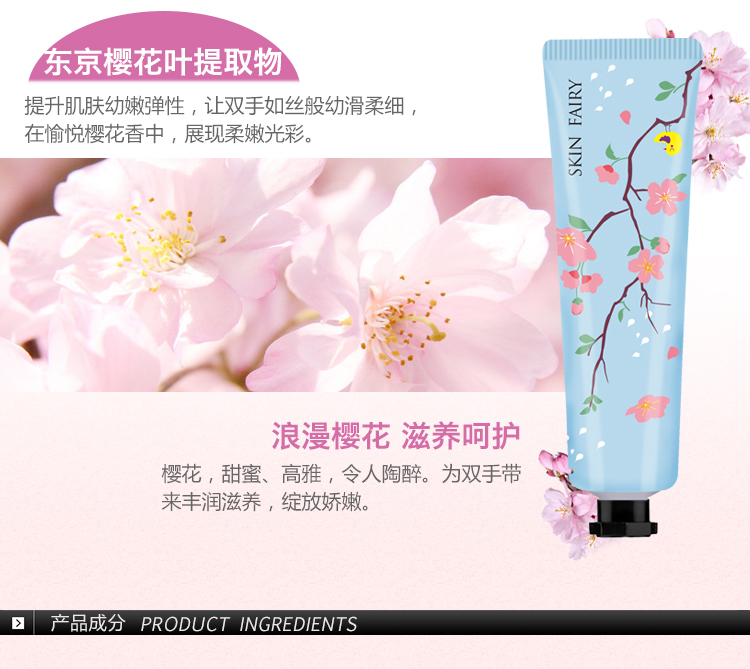 东京樱花叶提取物
提升肌肤幼嫩弹性，让双手如丝般幼滑柔细，
在愉悦樱花香中，展现柔嫩光彩。
SKIN FAIRY
浪漫樱花 滋养呵护
樱花，甜蜜、高雅，令人陶醉。为双手带
来丰润滋养，绽放娇嫩。
产品成分 PRODUCT INGREDIENTS